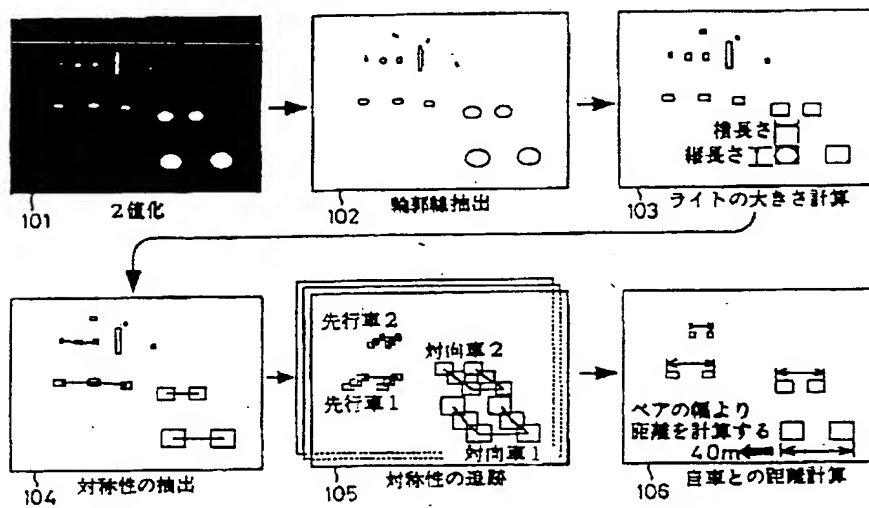 101
2値化
102
輪郭線抽出
横長さ
縦長さ
103
ライトの大きさ計算
104
対称性の抽出
先行車2
対向車2
先行車1
対向車1
105
対称性の追跡
ペアの幅より
距離を計算する
40m
106
自車との距離計算